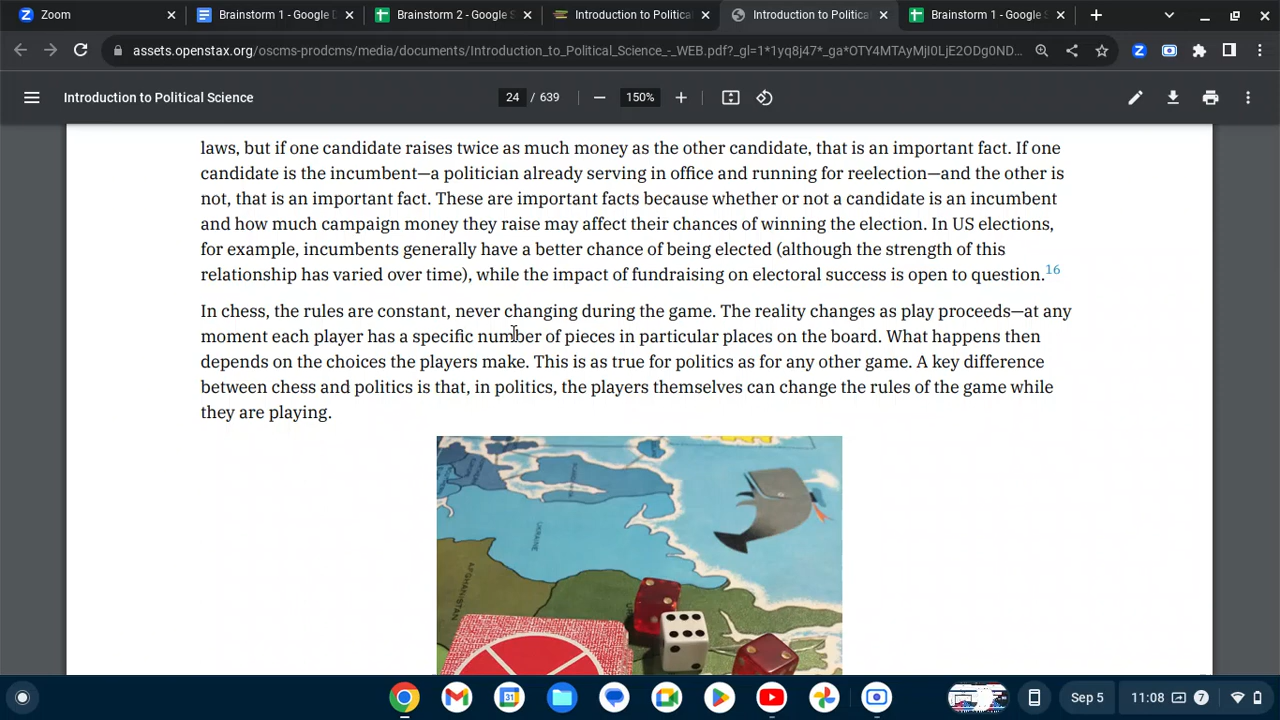 Zoom
Brainstorm 1 - Google D
Brainstorm 2 - Google S
Introduction to Political
Introduction to Political
Brainstorm 1 - Google S
assets.openstax.org/oscms-prodcms/media/documents/Introduction_to_Political_Science_-_WEB.pdf?_gl=1*1yq8j47*_ga*OTY4MTAyMjI0LjE2ODg0ND...
Introduction to Political Science
24 / 639
150%
laws, but if one candidate raises twice as much money as the other candidate, that is an important fact. If one
candidate is the incumbent—a politician already serving in office and running for reelection—and the other is
not, that is an important fact. These are important facts because whether or not a candidate is an incumbent
and how much campaign money they raise may affect their chances of winning the election. In US elections,
for example, incumbents generally have a better chance of being elected (although the strength of this
relationship has varied over time), while the impact of fundraising on electoral success is open to question.16
In chess, the rules are constant, never changing during the game. The reality changes as play proceeds—at any
moment each player has a specific number of pieces in particular places on the board. What happens then
depends on the choices the players make. This is as true for politics as for any other game. A key difference
between chess and politics is that, in politics, the players themselves can change the rules of the game while
they are playing.
UKRAINE
AFGHANISTAN
31
Sep 5
11:08
7